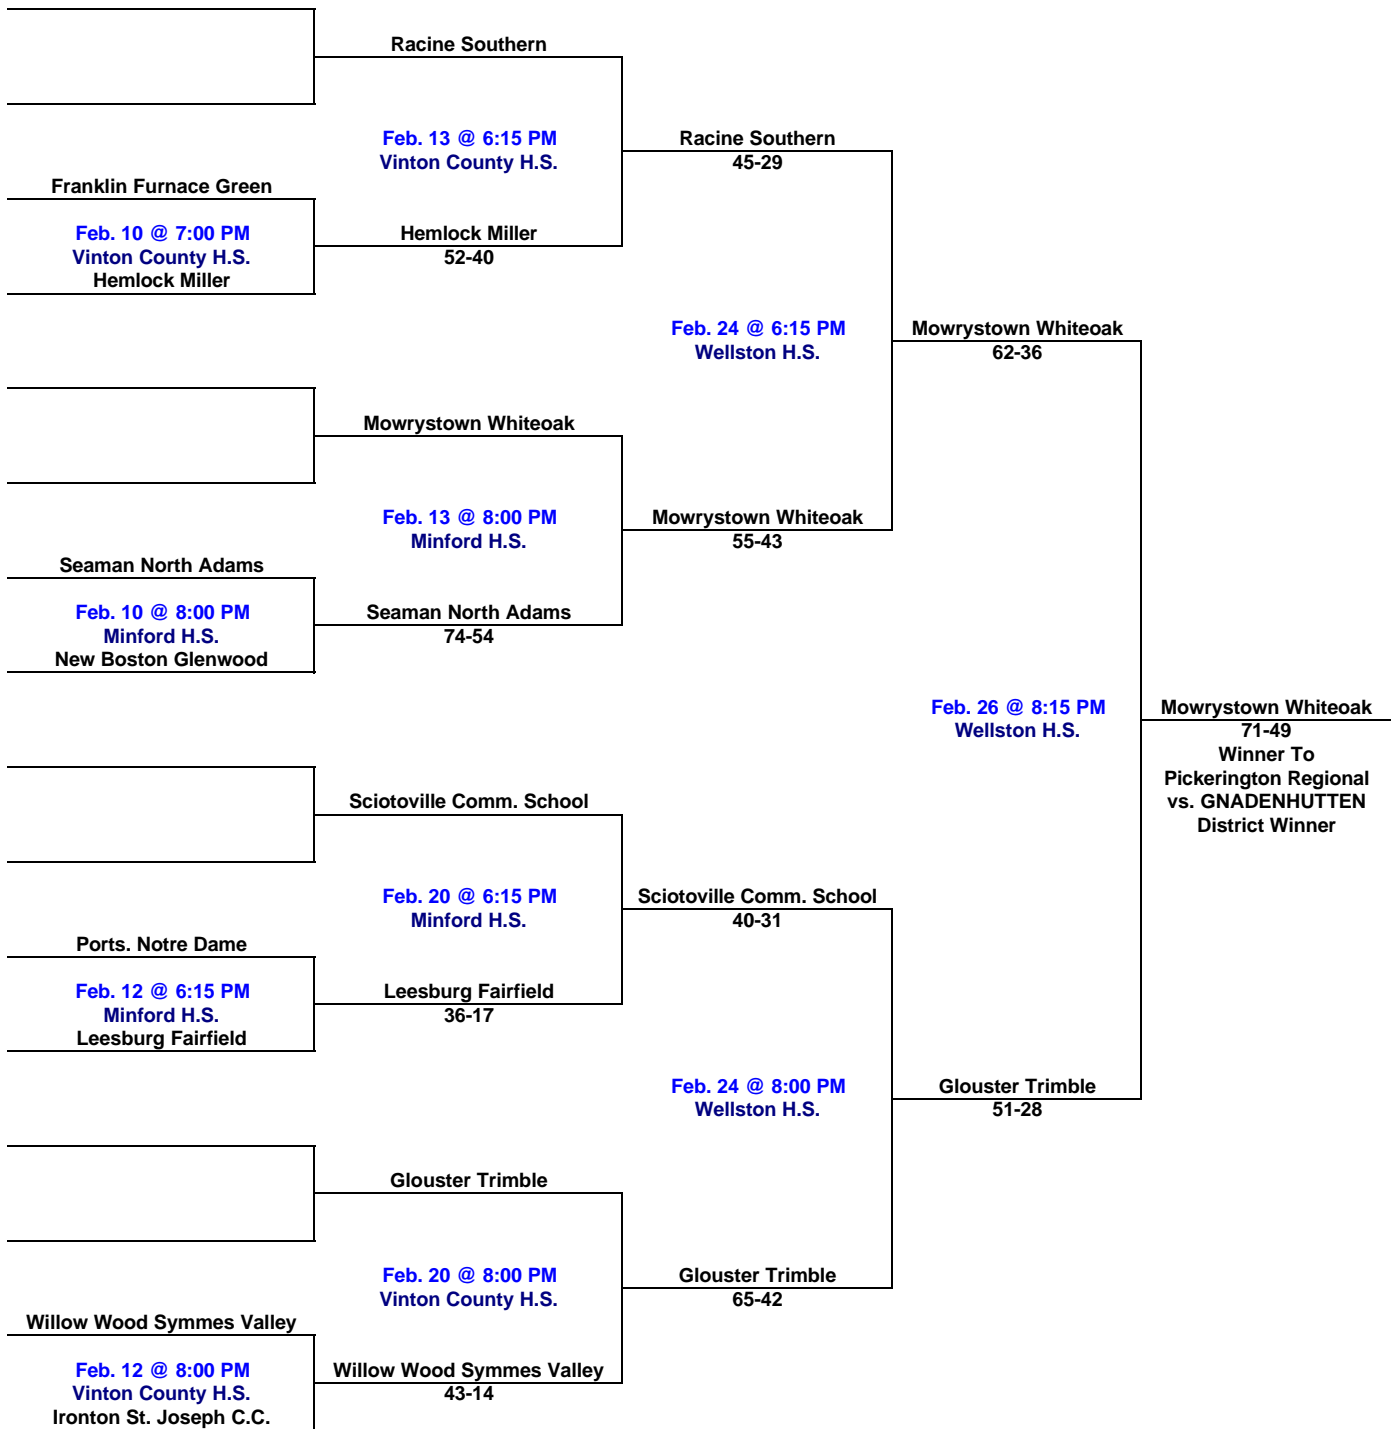 Racine Southern
Feb. 13 @ 6:15 PM
Vinton County H.S.
Racine Southern
45-29
Franklin Furnace Green
Feb. 10 @ 7:00 PM
Vinton County H.S.
Hemlock Miller
Hemlock Miller
52-40
Feb. 24 @ 6:15 PM
Wellston H.S.
Mowrystown Whiteoak
62-36
Mowrystown Whiteoak
Feb. 13 @ 8:00 PM
Minford H.S.
Mowrystown Whiteoak
55-43
Seaman North Adams
Feb. 10 @ 8:00 PM
Minford H.S.
New Boston Glenwood
Seaman North Adams
74-54
Feb. 26 @ 8:15 PM
Wellston H.S.
Mowrystown Whiteoak
71-49
Winner To
Pickerington Regional
vs. GNADENHUTTEN
District Winner
Sciotoville Comm. School
Feb. 20 @ 6:15 PM
Minford H.S.
Sciotoville Comm. School
40-31
Ports. Notre Dame
Feb. 12 @ 6:15 PM
Minford H.S.
Leesburg Fairfield
Leesburg Fairfield
36-17
Feb. 24 @ 8:00 PM
Wellston H.S.
Glouster Trimble
51-28
Glouster Trimble
Feb. 20 @ 8:00 PM
Vinton County H.S.
Glouster Trimble
65-42
Willow Wood Symmes Valley
Feb. 12 @ 8:00 PM
Vinton County H.S.
Ironton St. Joseph C.C.
Willow Wood Symmes Valley
43-14